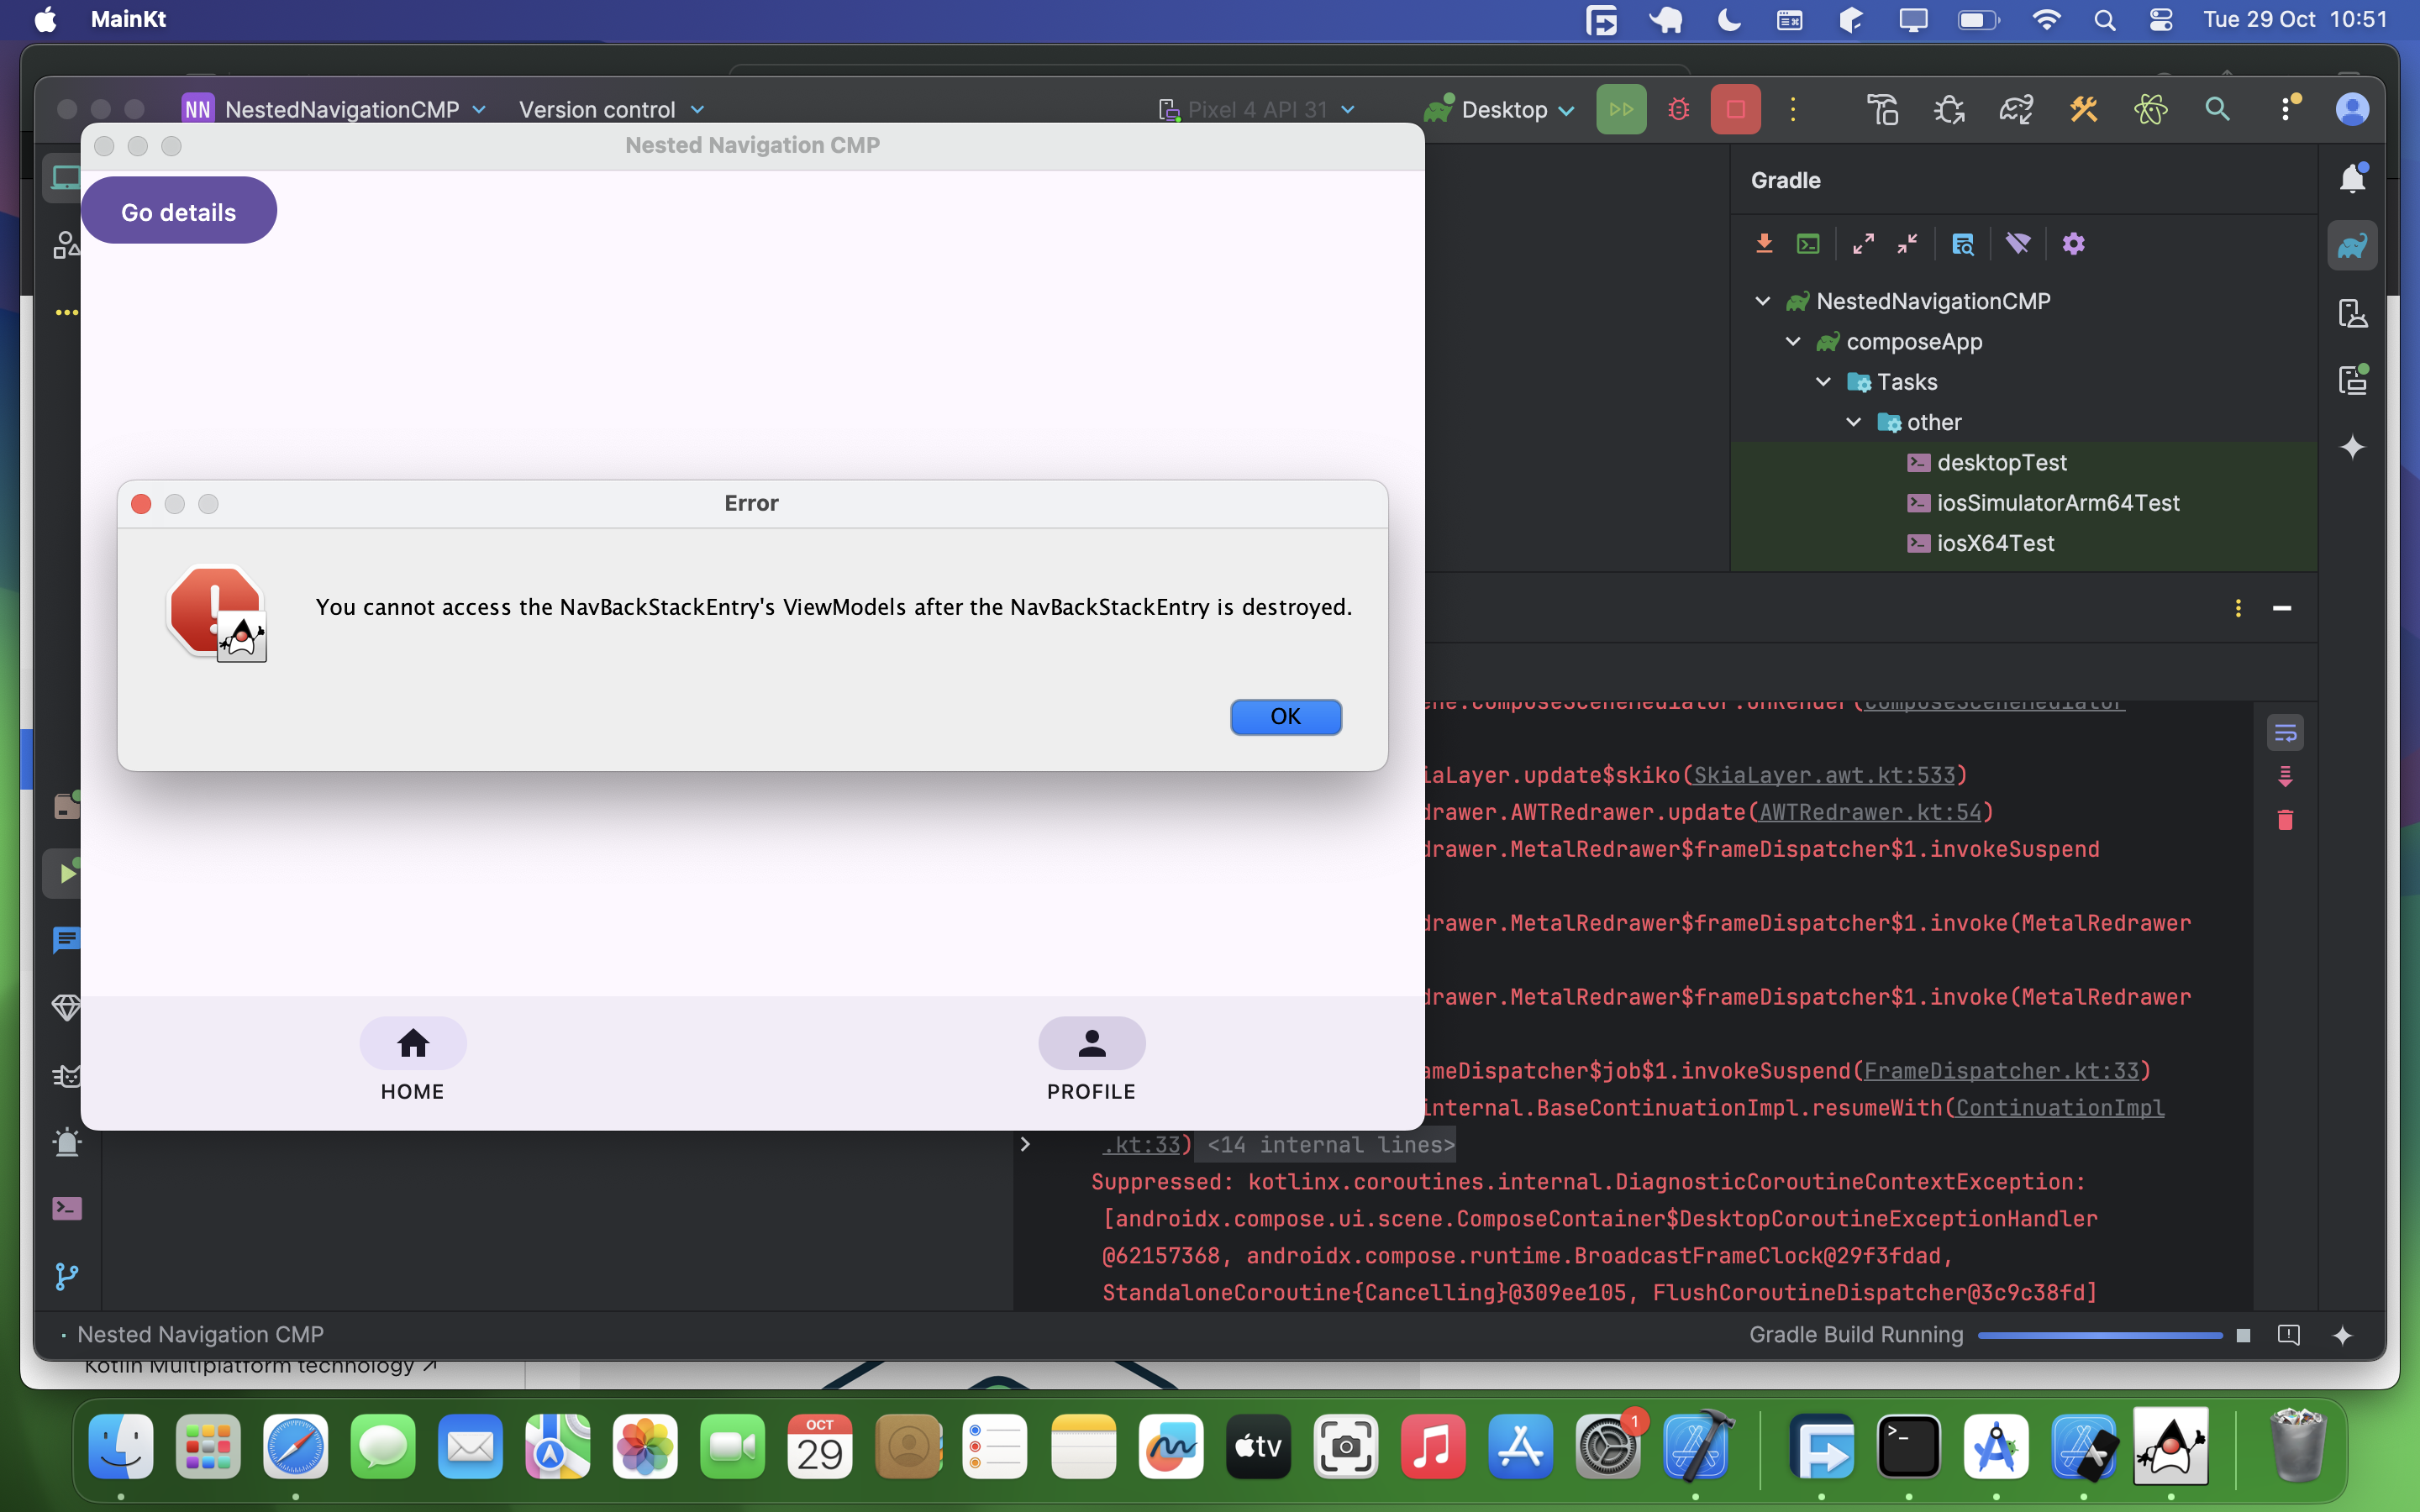 MainKt
Tue 29 Oct 10:51
NN NestedNavigationCMP
Version control
Pixel 4 API 31
Desktop
Nested Navigation CMP
Go details
Gradle
NestedNavigationCMP
composeApp
Tasks
other
desktopTest
iosSimulatorArm64Test
iosX64Test
Error
You cannot access the NavBackStackEntry's ViewModels after the NavBackStackEntry is destroyed.
OK
ne.ComposeSceneMediator.onRender(ComposeSceneMediator
iaLayer.update$skiko(SkiaLayer.awt.kt:533)
drawer.AWTRedrawer.update(AWTRedrawer.kt:54)
drawer.MetalRedrawer$frameDispatcher$1.invokeSuspend
drawer.MetalRedrawer$frameDispatcher$1.invoke(MetalRedrawer
drawer.MetalRedrawer$frameDispatcher$1.invoke(MetalRedrawer
ameDispatcher$job$1.invokeSuspend(FrameDispatcher.kt:33)
internal.BaseContinuationImpl.resumeWith(ContinuationImpl
.kt:33) <14 internal lines>
Suppressed: kotlinx.coroutines.internal.DiagnosticCoroutineContextException:
[androidx.compose.ui.scene.ComposeContainer$DesktopCoroutineExceptionHandler
@62157368, androidx.compose.runtime.BroadcastFrameClock@29f3fdad,
StandaloneCoroutine{Cancelling}@309ee105, FlushCoroutineDispatcher@3c9c38fd]
HOME
PROFILE
Nested Navigation CMP
Gradle Build Running
Kotlin Multiplatform technology ↗
OCT
29
tv
1